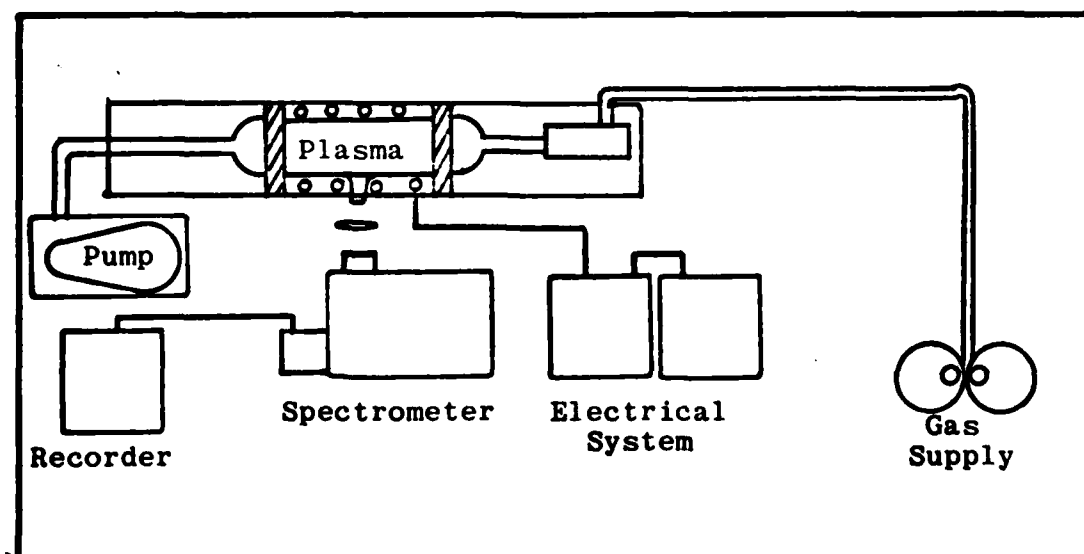 Plasma
Pump
Spectrometer
Electrical
System
Gas
Supply
Recorder